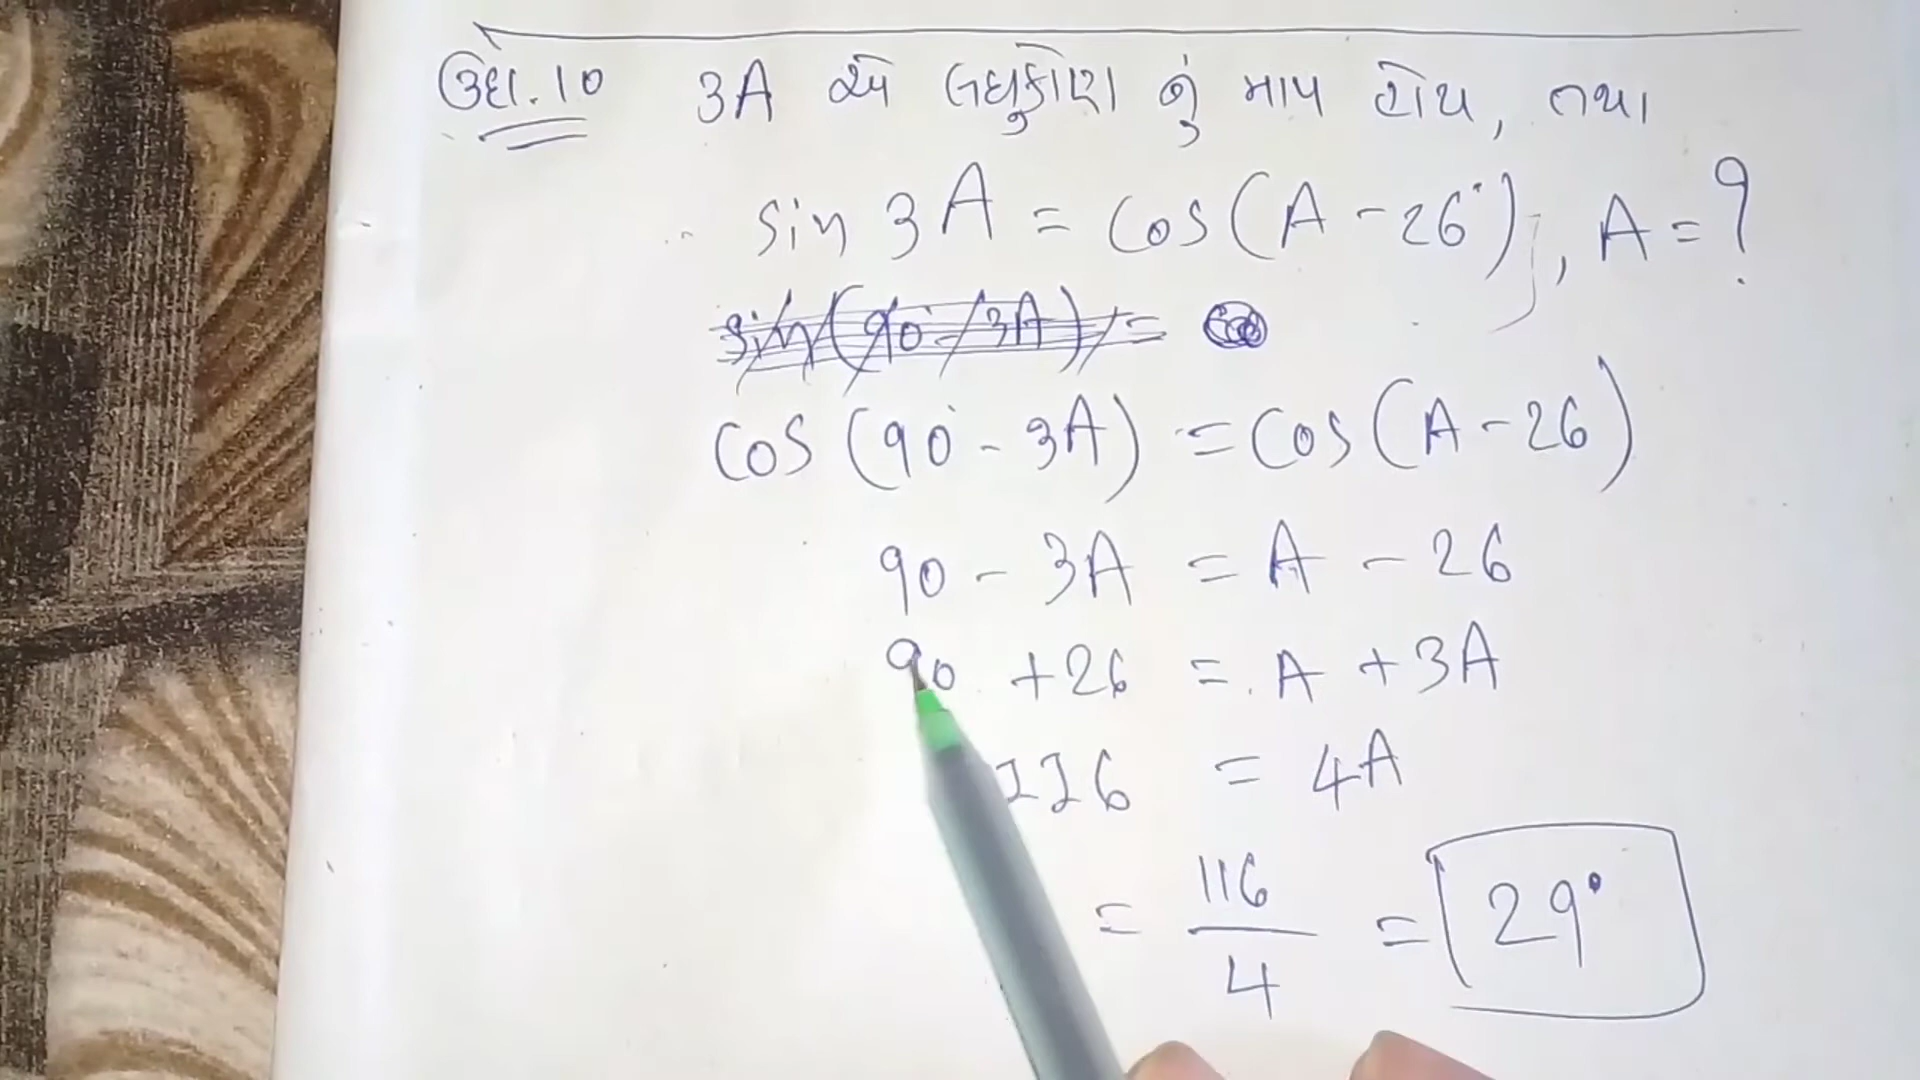 ઉદા.10 3A એ લઘુકોણ નું માપ હોય, તથા
sin 3A = cos(A - 26°), A = ?
cos (90° - 3A) = cos(A - 26)
90 - 3A = A - 26
90 + 26 = A + 3A
116 = 4A
= 116/4 = 29°